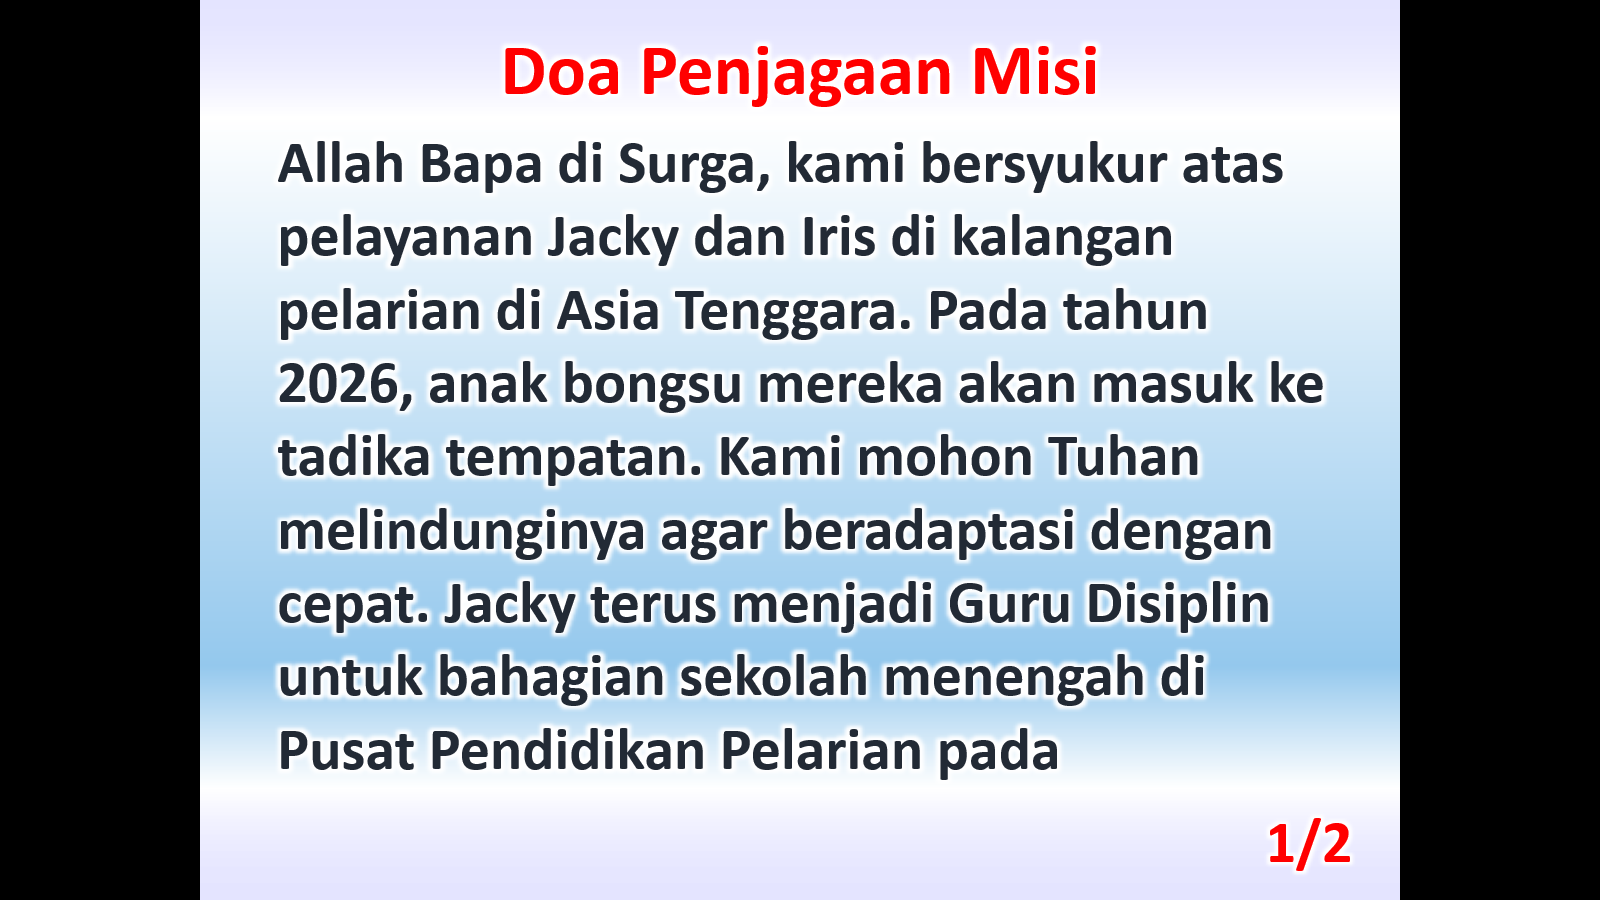 Doa Penjagaan Misi
Allah Bapa di Surga, kami bersyukur atas
pelayanan Jacky dan Iris di kalangan
pelarian di Asia Tenggara. Pada tahun
2026, anak bongsu mereka akan masuk ke
tadika tempatan. Kami mohon Tuhan
melindunginya agar beradaptasi dengan
cepat. Jacky terus menjadi Guru Disiplin
untuk bahagian sekolah menengah di
Pusat Pendidikan Pelarian pada
1/2